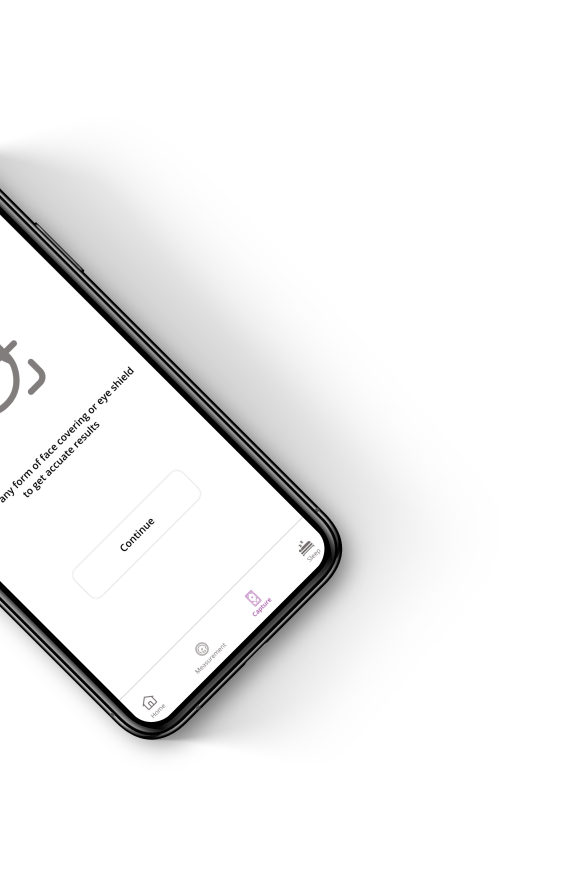 any form of face covering or eye shield
to get accuate results
Continue
Home
Measurement
Capture
Sleep